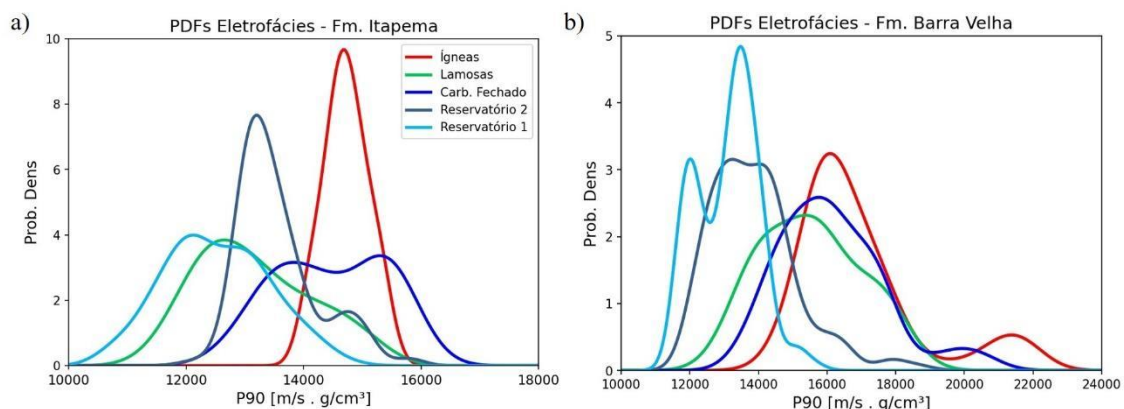 a)
PDFs Eletrofácies - Fm. Itapema
10
8
6
4
2
0
Prob. Dens
Ígneas
Lamosas
Carb. Fechado
Reservatório 2
Reservatório 1
10000 12000 14000 16000 18000
P90 [m/s . g/cm³]
b)
PDFs Eletrofácies - Fm. Barra Velha
5
4
3
2
1
0
Prob. Dens
10000 12000 14000 16000 18000 20000 22000 24000
P90 [m/s . g/cm³]